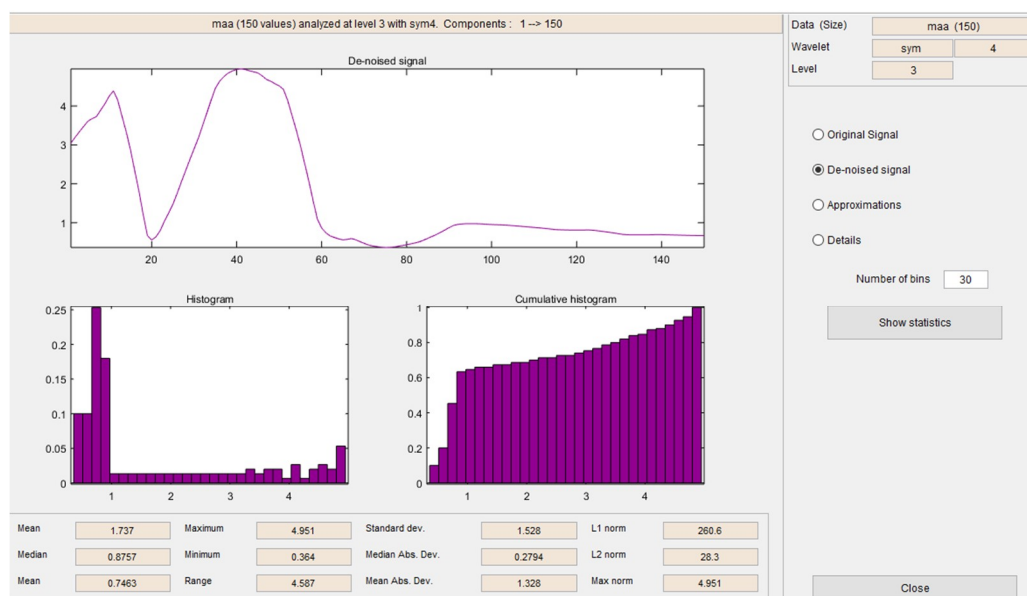 maa (150 values) analyzed at level 3 with sym4. Components : 1 --> 150
De-noised signal
4
3
2
1
20 40 60 80 100 120 140
Histogram
0.25
0.2
0.15
0.1
0.05
0
1 2 3 4
Cumulative histogram
1
0.8
0.6
0.4
0.2
0
1 2 3 4
Mean 1.737 Maximum 4.951 Standard dev. 1.528 L1 norm 260.6
Median 0.8757 Minimum 0.364 Median Abs. Dev. 0.2794 L2 norm 28.3
Mean 0.7463 Range 4.587 Mean Abs. Dev. 1.328 Max norm 4.951
Data (Size) maa (150)
Wavelet sym 4
Level 3
Original Signal
De-noised signal
Approximations
Details
Number of bins 30
Show statistics
Close